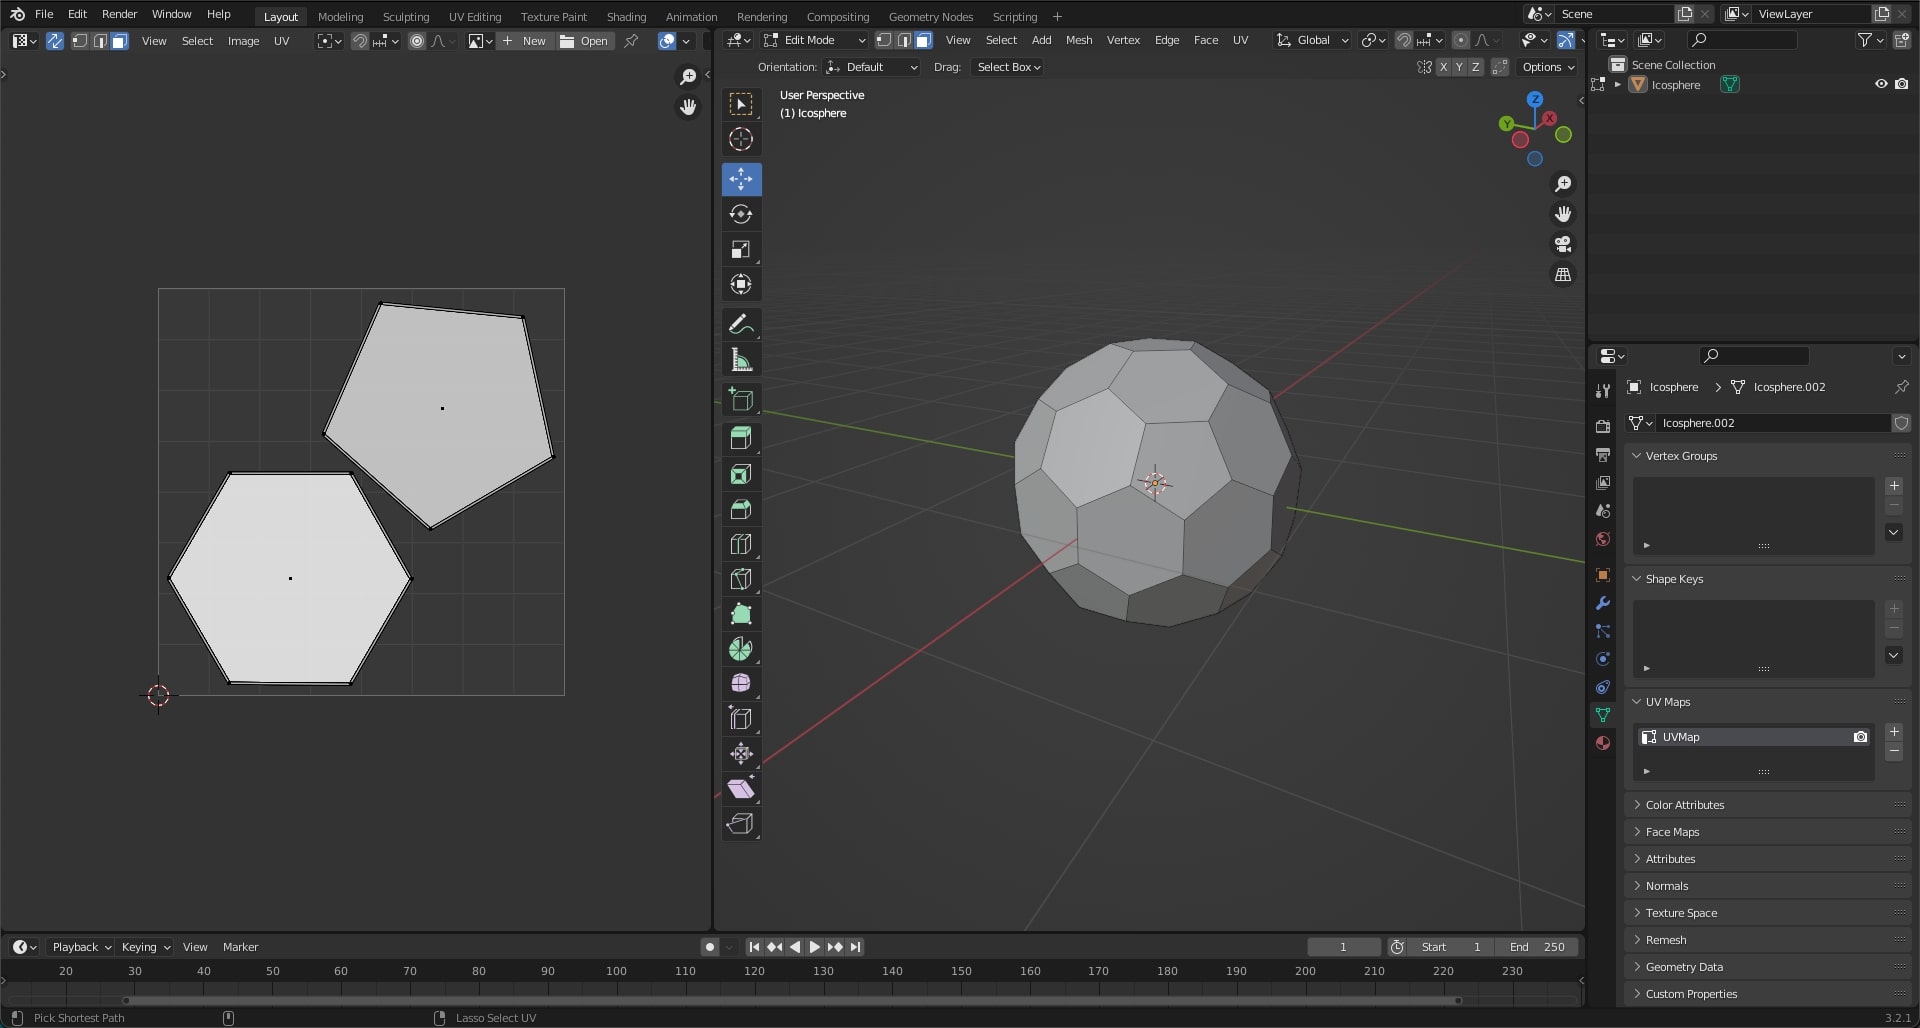 File Edit Render Window Help Layout Modeling Sculpting UV Editing Texture Paint Shading Animation Rendering Compositing Geometry Nodes Scripting + Scene ViewLayer
View Select Image UV New Open
Edit Mode View Select Add Mesh Vertex Edge Face UV Global
Orientation: Default Drag: Select Box X Y Z Options
User Perspective
(1) Icosphere
Z
Y
X
Scene Collection
Icosphere
Icosphere > Icosphere.002
Icosphere.002
Vertex Groups
Shape Keys
UV Maps
UVMap
Color Attributes
Face Maps
Attributes
Normals
Texture Space
Remesh
Geometry Data
Custom Properties
Playback Keying View Marker 1 Start 1 End 250
20 30 40 50 60 70 80 90 100 110 120 130 140 150 160 170 180 190 200 210 220 230
Pick Shortest Path Lasso Select UV 3.2.1